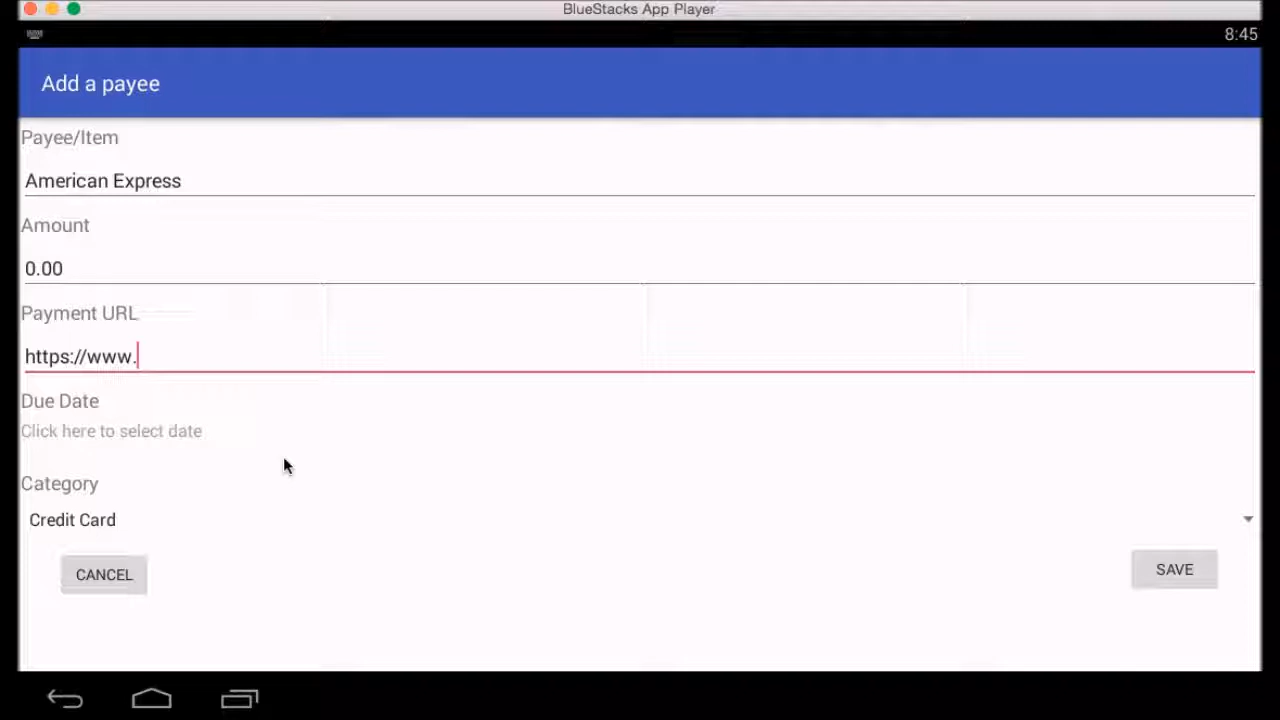 BlueStacks App Player
8:45
Add a payee
Payee/Item
American Express
Amount
0.00
Payment URL
https://www.
Due Date
Click here to select date
Category
Credit Card
CANCEL
SAVE